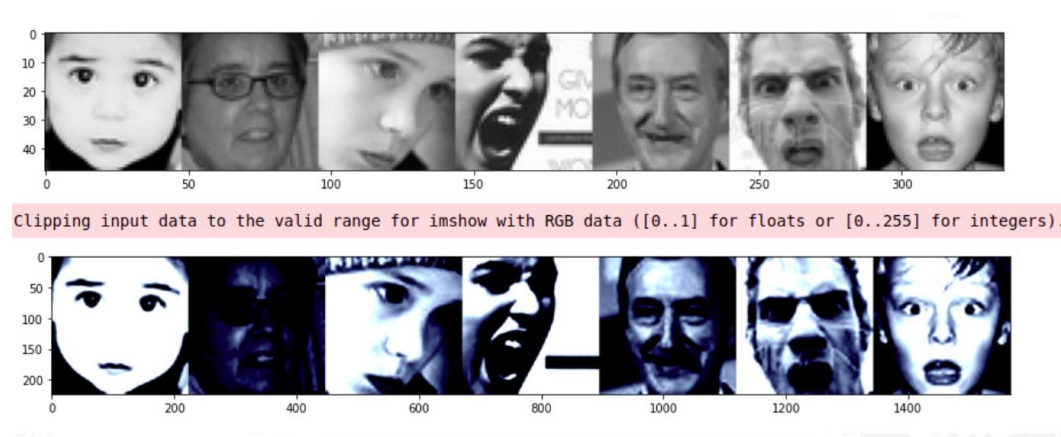 0
10
20
30
40
GIV
MO
0 50 100 150 200 250 300
Clipping input data to the valid range for imshow with RGB data ([0..1] for floats or [0..255] for integers).
0
50
100
150
200
0 200 400 600 800 1000 1200 1400